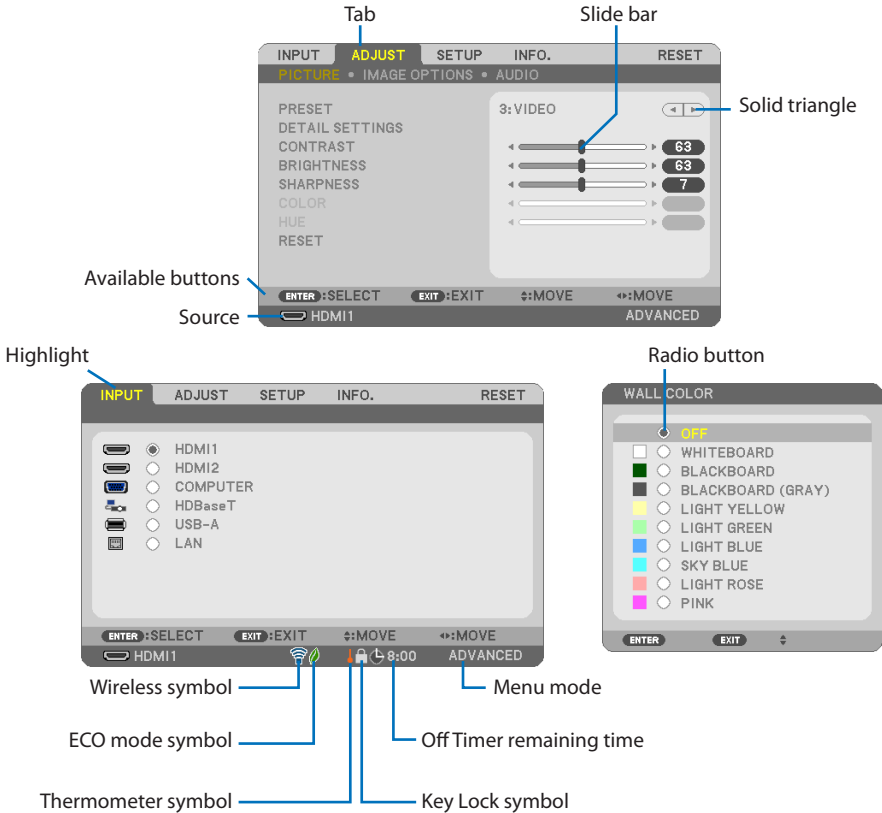 Tab
Slide bar
INPUT ADJUST SETUP INFO. RESET
PICTURE • IMAGE OPTIONS • AUDIO
PRESET 3:VIDEO
Solid triangle
DETAIL SETTINGS
CONTRAST 63
BRIGHTNESS 63
SHARPNESS 7
COLOR
HUE
RESET
Available buttons
ENTER :SELECT EXIT :EXIT :MOVE :MOVE
Source
HDMI1 ADVANCED
Highlight
INPUT ADJUST SETUP INFO. RESET
HDMI1
HDMI2
COMPUTER
HDBaseT
USB-A
LAN
ENTER :SELECT EXIT :EXIT :MOVE :MOVE
HDMI1 8:00 ADVANCED
Wireless symbol
Menu mode
ECO mode symbol
Off Timer remaining time
Thermometer symbol
Key Lock symbol
Radio button
WALL COLOR
OFF
WHITEBOARD
BLACKBOARD
BLACKBOARD (GRAY)
LIGHT YELLOW
LIGHT GREEN
LIGHT BLUE
SKY BLUE
LIGHT ROSE
PINK
ENTER EXIT